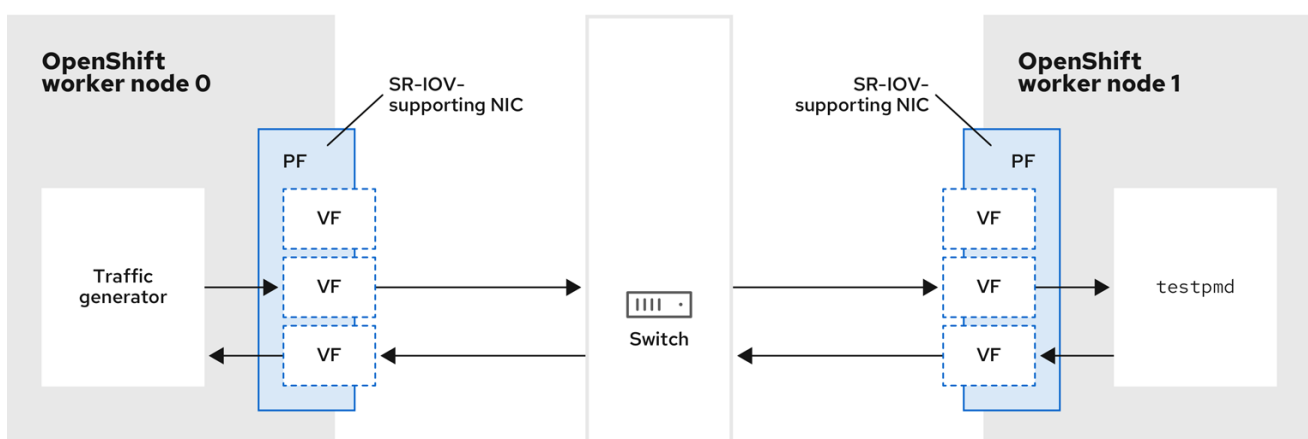 OpenShift
worker node 0
SR-IOV-
supporting NIC
PF
VF
VF
VF
Traffic
generator
Switch
SR-IOV-
supporting NIC
OpenShift
worker node 1
PF
VF
VF
VF
testpmd